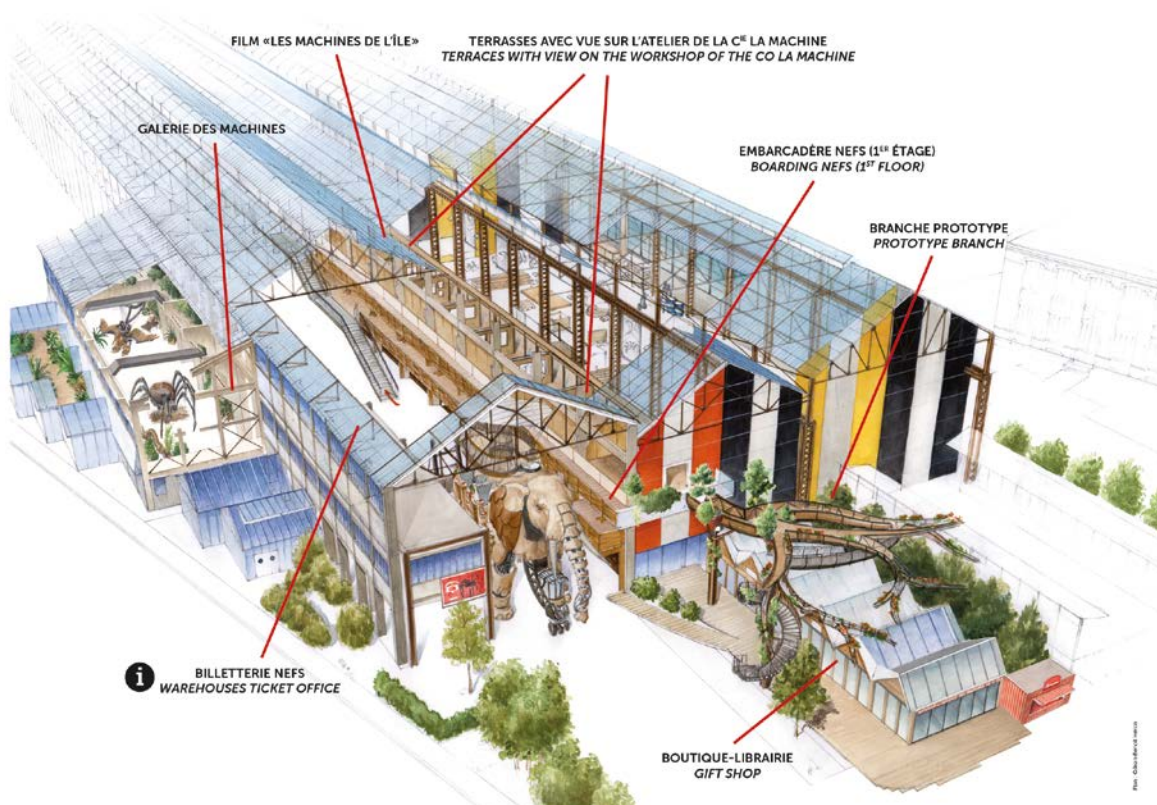 FILM «LES MACHINES DE L'ÎLE»
TERRASSES AVEC VUE SUR L'ATELIER DE LA CIE LA MACHINE
TERRACES WITH VIEW ON THE WORKSHOP OF THE CO LA MACHINE
GALERIE DES MACHINES
EMBARCADÈRE NEFS (1ER ÉTAGE)
BOARDING NEFS (1ST FLOOR)
BRANCHE PROTOTYPE
PROTOTYPE BRANCH
i
BILLETTERIE NEFS
WAREHOUSES TICKET OFFICE
BOUTIQUE-LIBRAIRIE
GIFT SHOP